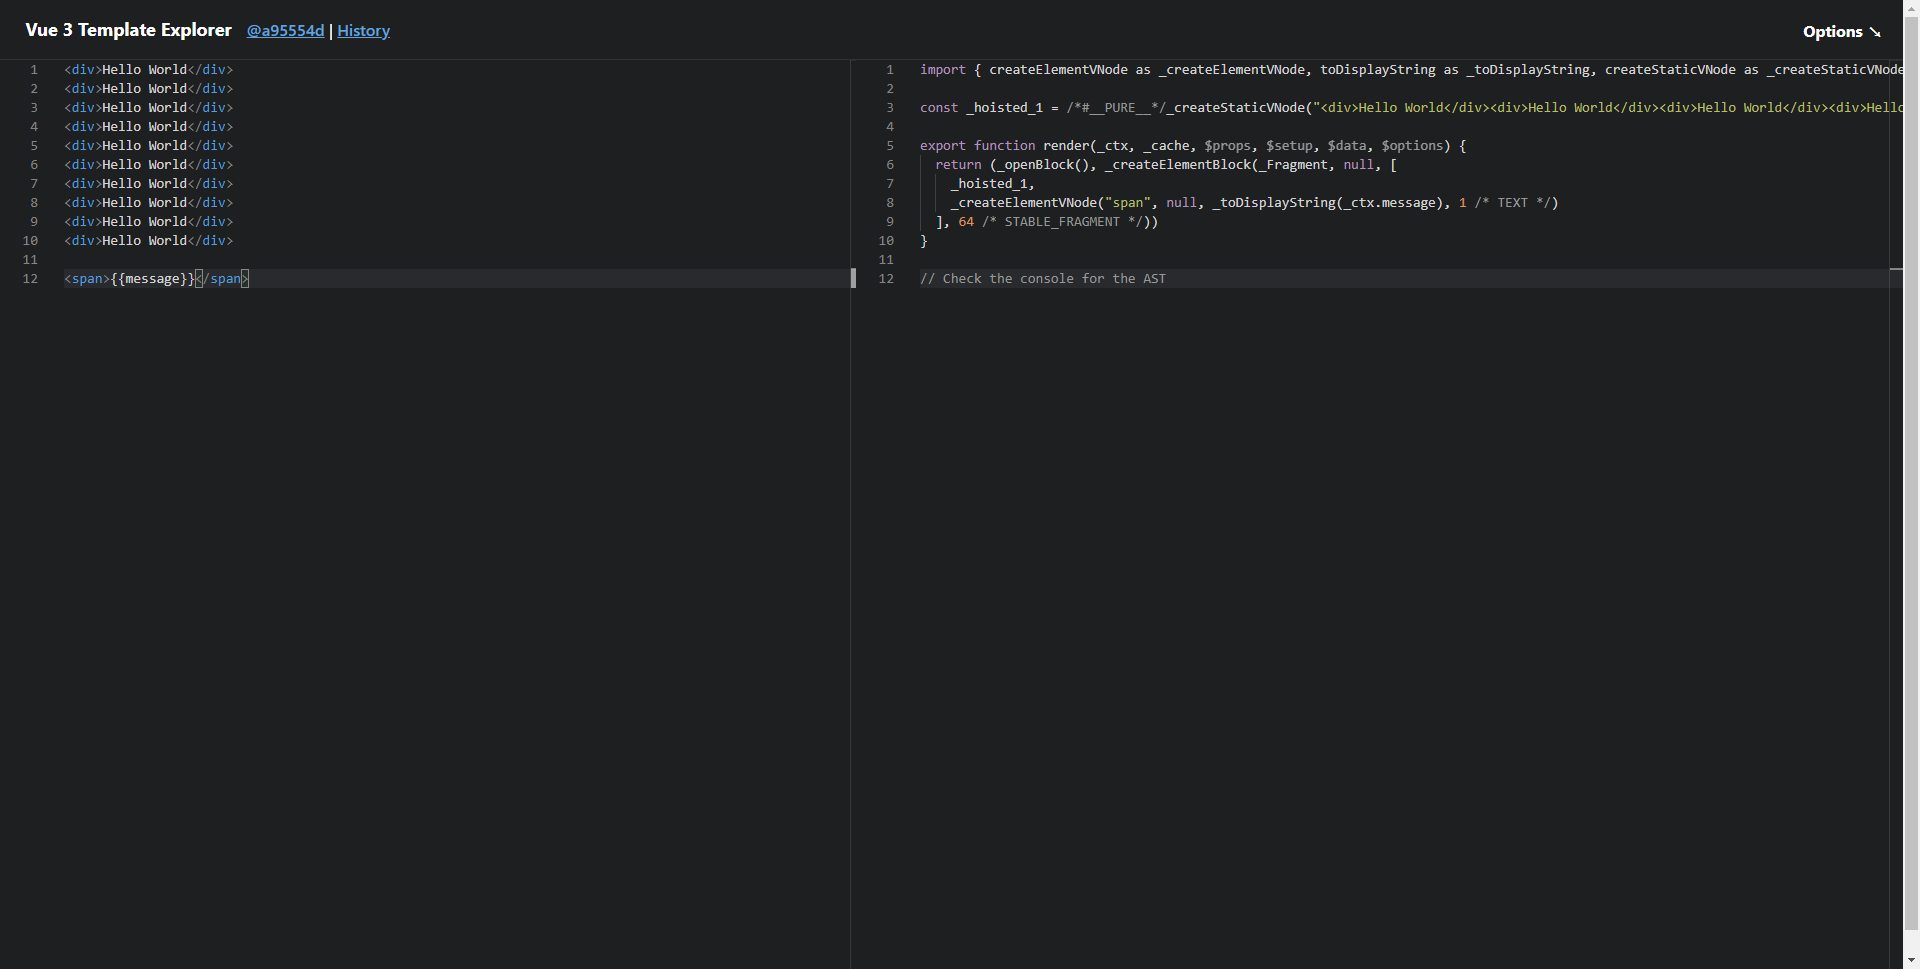 Vue 3 Template Explorer @a95554d | History
Options ↘
1 <div>Hello World</div>
2 <div>Hello World</div>
3 <div>Hello World</div>
4 <div>Hello World</div>
5 <div>Hello World</div>
6 <div>Hello World</div>
7 <div>Hello World</div>
8 <div>Hello World</div>
9 <div>Hello World</div>
10 <div>Hello World</div>
11
12 <span>{{message}}</span>
1 import { createElementVNode as _createElementVNode, toDisplayString as _toDisplayString, createStaticVNode as _createStaticVNode
2
3 const _hoisted_1 = /*#__PURE__*/_createStaticVNode("<div>Hello World</div><div>Hello World</div><div>Hello World</div><div>Hello
4
5 export function render(_ctx, _cache, $props, $setup, $data, $options) {
6   return (_openBlock(), _createElementBlock(_Fragment, null, [
7     _hoisted_1,
8     _createElementVNode("span", null, _toDisplayString(_ctx.message), 1 /* TEXT */)
9   ], 64 /* STABLE_FRAGMENT */))
10 }
11
12 // Check the console for the AST